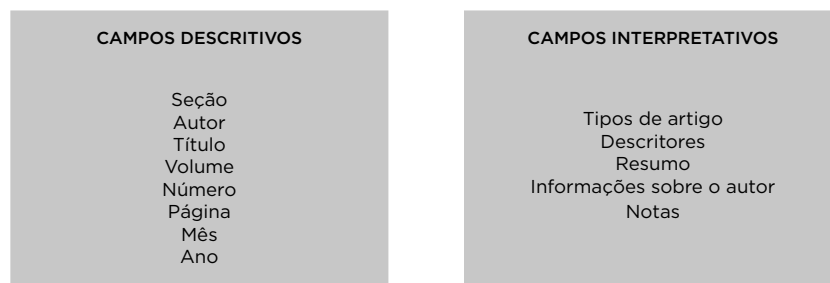 CAMPOS DESCRITIVOS
Seção
Autor
Título
Volume
Número
Página
Mês
Ano
CAMPOS INTERPRETATIVOS
Tipos de artigo
Descritores
Resumo
Informações sobre o autor
Notas